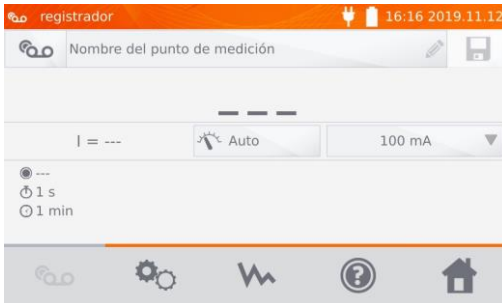 registrador 16:16 2019.11.12
Nombre del punto de medición
---
I = --- Auto 100 mA
---
1 s
1 min